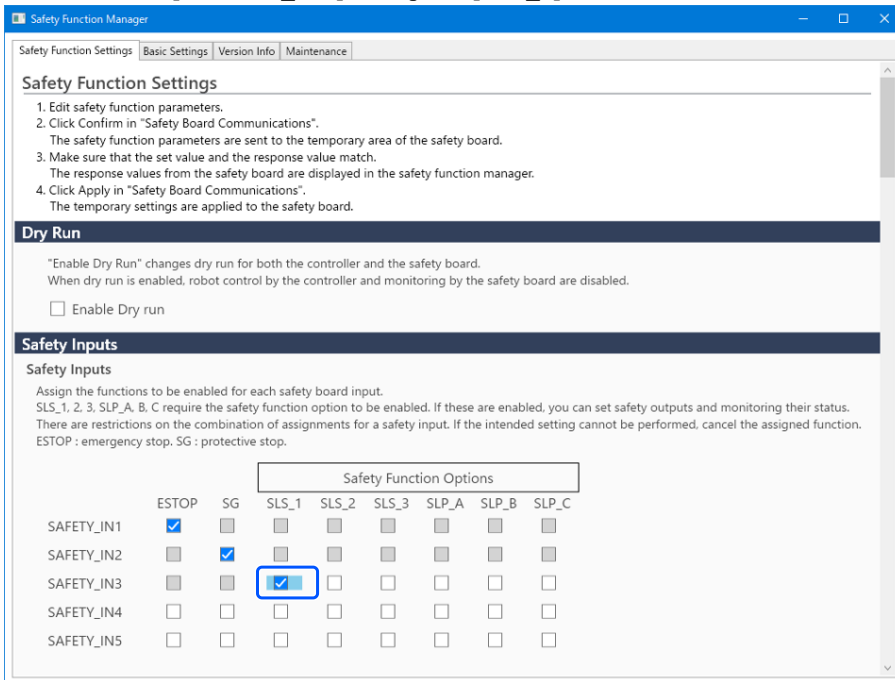 Safety Function Manager
Safety Function Settings Basic Settings Version Info Maintenance
Safety Function Settings
1. Edit safety function parameters.
2. Click Confirm in "Safety Board Communications".
The safety function parameters are sent to the temporary area of the safety board.
3. Make sure that the set value and the response value match.
The response values from the safety board are displayed in the safety function manager.
4. Click Apply in "Safety Board Communications".
The temporary settings are applied to the safety board.
Dry Run
"Enable Dry Run" changes dry run for both the controller and the safety board.
When dry run is enabled, robot control by the controller and monitoring by the safety board are disabled.
Enable Dry run
Safety Inputs
Safety Inputs
Assign the functions to be enabled for each safety board input.
SLS_1, 2, 3, SLP_A, B, C require the safety function option to be enabled. If these are enabled, you can set safety outputs and monitoring their status.
There are restrictions on the combination of assignments for a safety input. If the intended setting cannot be performed, cancel the assigned function.
ESTOP : emergency stop. SG : protective stop.
Safety Function Options
ESTOP SG SLS_1 SLS_2 SLS_3 SLP_A SLP_B SLP_C
SAFETY_IN1
SAFETY_IN2
SAFETY_IN3
SAFETY_IN4
SAFETY_IN5